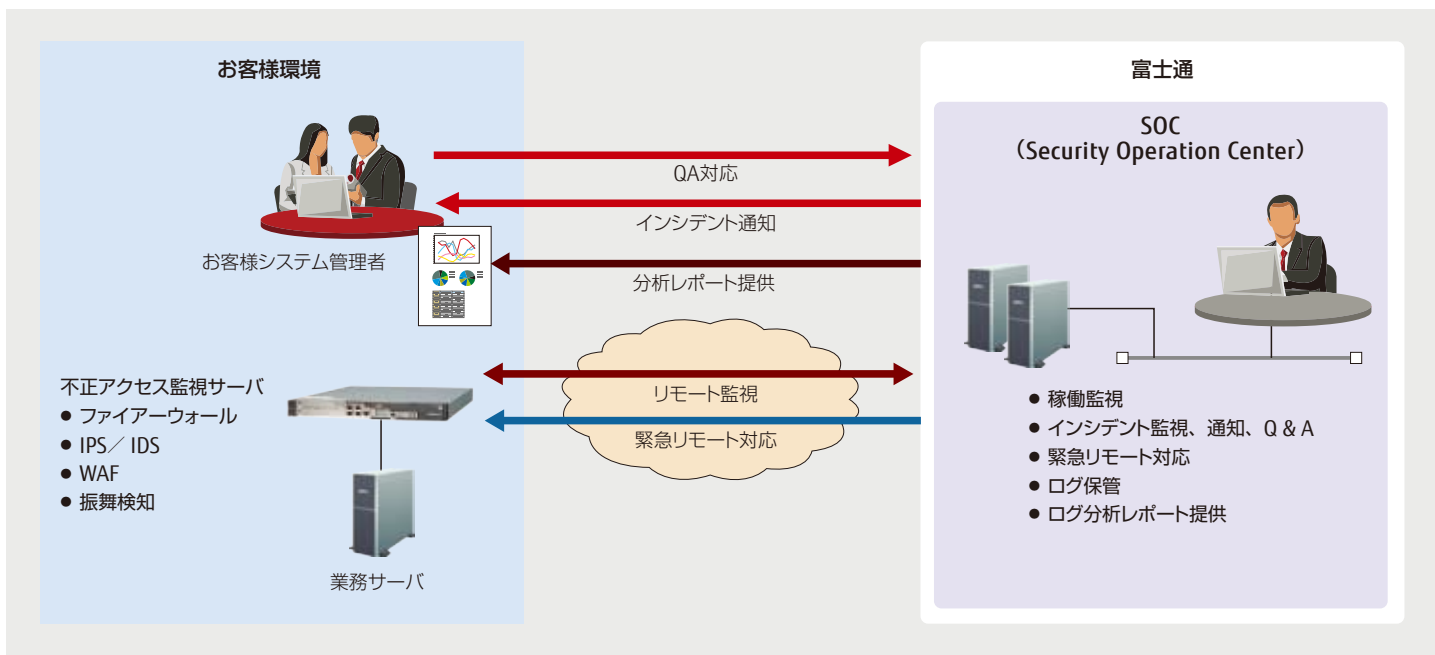 お客様環境
お客様システム管理者
不正アクセス監視サーバ
● ファイアーウォール
● IPS／IDS
● WAF
● 振舞検知
業務サーバ
QA対応
インシデント通知
分析レポート提供
リモート監視
緊急リモート対応
富士通
SOC
（Security Operation Center）
● 稼働監視
● インシデント監視、通知、Q & A
● 緊急リモート対応
● ログ保管
● ログ分析レポート提供